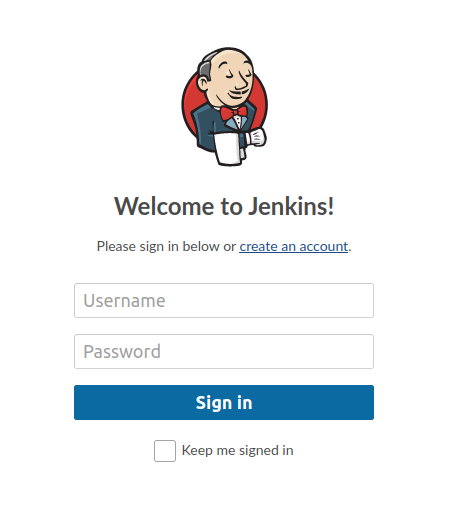 Welcome to Jenkins!
Please sign in below or create an account.
Username
Password
Sign in
Keep me signed in